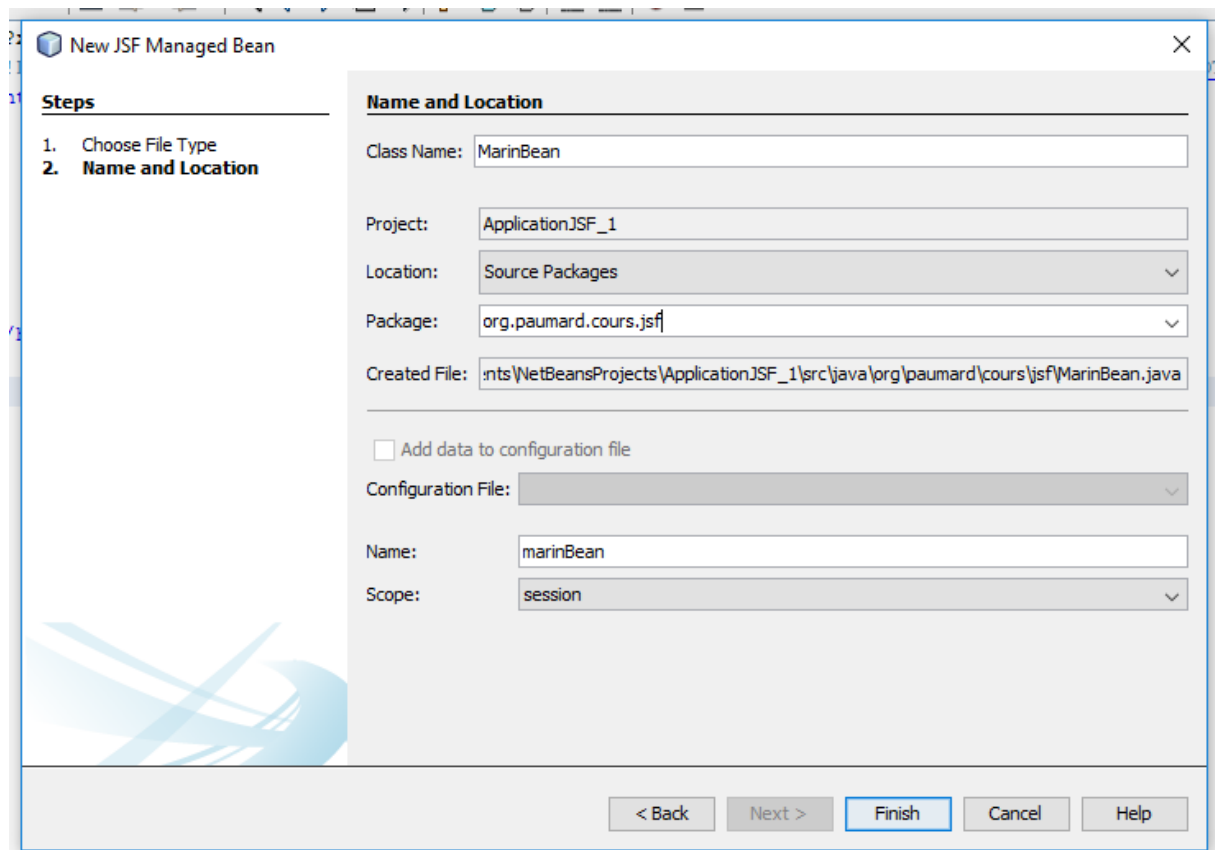 New JSF Managed Bean
Steps
1. Choose File Type
2. Name and Location
Name and Location
Class Name: MarinBean
Project: ApplicationJSF_1
Location: Source Packages
Package: org.paumard.cours.jsf
Created File: nts\NetBeansProjects\ApplicationJSF_1\src\java\org\paumard\cours\jsf\MarinBean.java
Add data to configuration file
Configuration File:
Name: marinBean
Scope: session
< Back Next > Finish Cancel Help